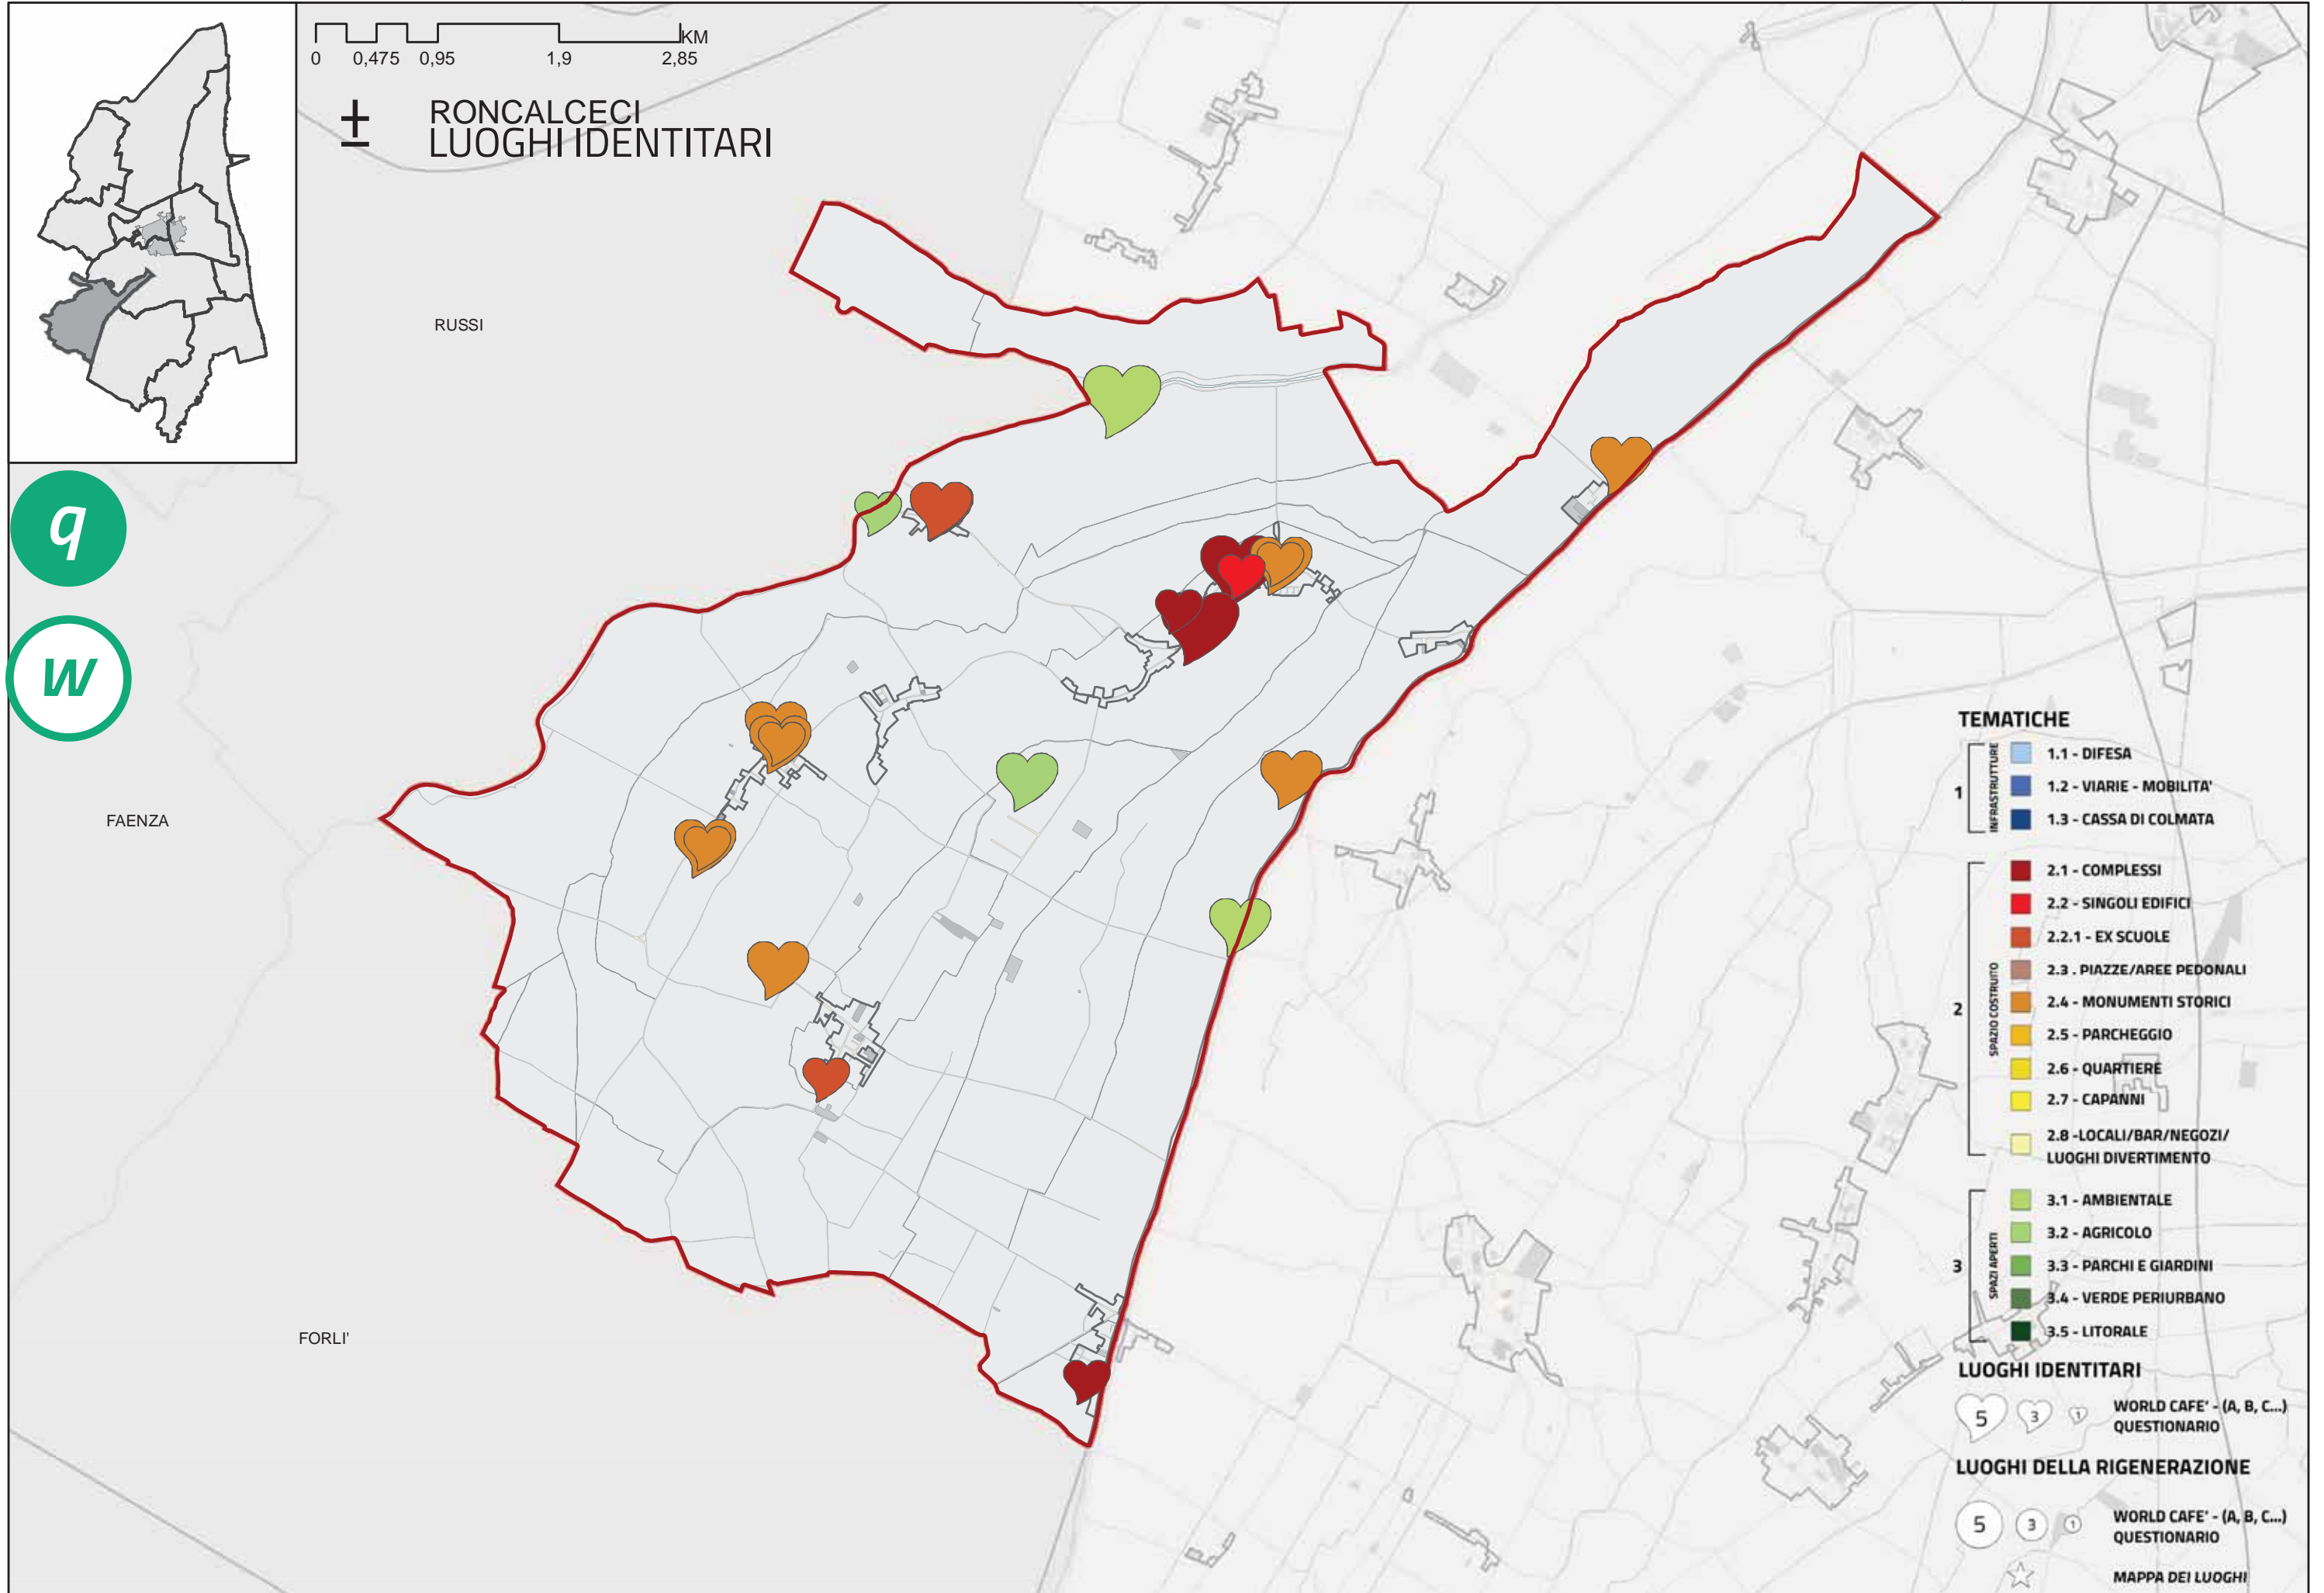 KM
0 0,475 0,95 1,9 2,85
±
RONCALCECI
LUOGHI IDENTITARI
RUSSI
q
w
FAENZA
FORLI'
TEMATICHE
1
INFRASTRUTTURE
1.1 - DIFESA
1.2 - VIARIE - MOBILITA'
1.3 - CASSA DI COLMATA
2
SPAZIO COSTRUITO
2.1 - COMPLESSI
2.2 - SINGOLI EDIFICI
2.2.1 - EX SCUOLE
2.3 . PIAZZE/AREE PEDONALI
2.4 - MONUMENTI STORICI
2.5 - PARCHEGGIO
2.6 - QUARTIERE
2.7 - CAPANNI
2.8 -LOCALI/BAR/NEGOZI/
LUOGHI DIVERTIMENTO
3
SPAZI APERTI
3.1 - AMBIENTALE
3.2 - AGRICOLO
3.3 - PARCHI E GIARDINI
3.4 - VERDE PERIURBANO
3.5 - LITORALE
LUOGHI IDENTITARI
5 3 1 WORLD CAFE' - (A, B, C...)
QUESTIONARIO
LUOGHI DELLA RIGENERAZIONE
5 3 1 WORLD CAFE' - (A, B, C...)
QUESTIONARIO
MAPPA DEI LUOGHI